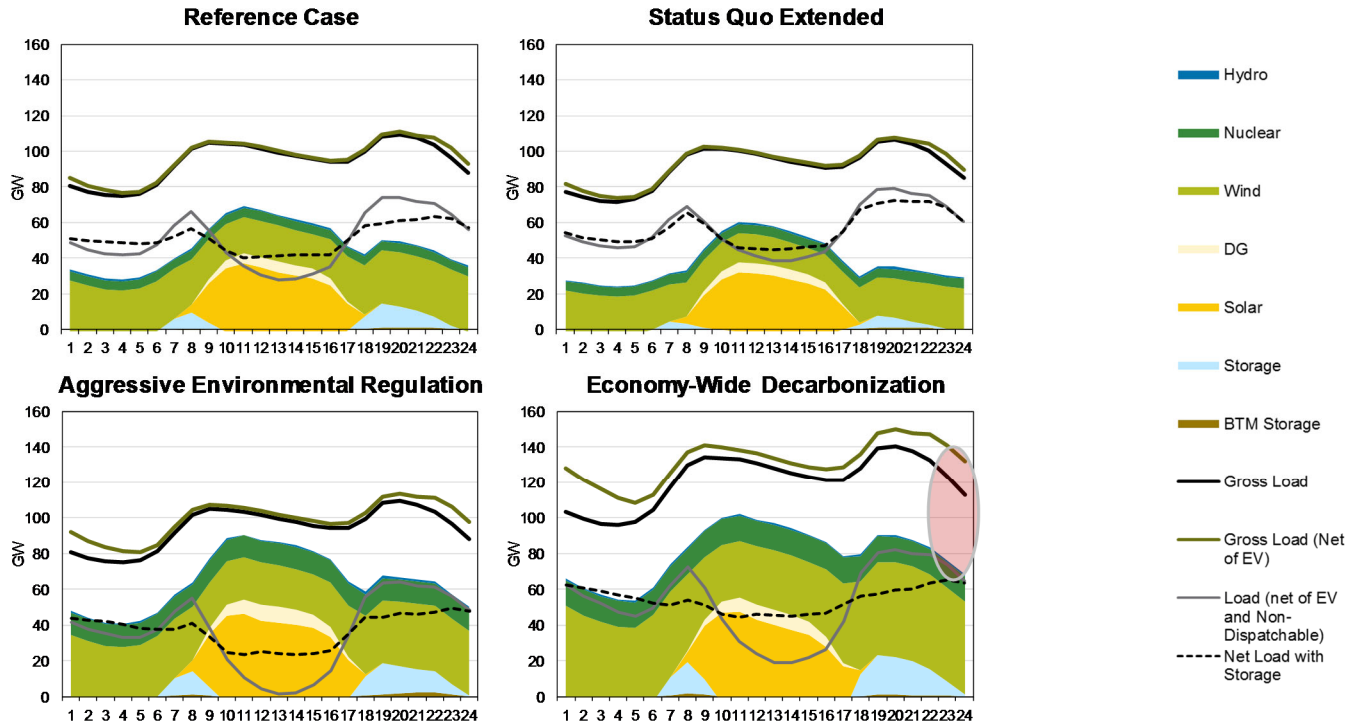 Reference Case
160
140
120
100
80
60
40
20
0
GW
1 2 3 4 5 6 7 8 9 10 11 12 13 14 15 16 17 18 19 20 21 22 23 24
Status Quo Extended
160
140
120
100
80
60
40
20
0
GW
1 2 3 4 5 6 7 8 9 10 11 12 13 14 15 16 17 18 19 20 21 22 23 24
Aggressive Environmental Regulation
160
140
120
100
80
60
40
20
0
GW
1 2 3 4 5 6 7 8 9 10 11 12 13 14 15 16 17 18 19 20 21 22 23 24
Economy-Wide Decarbonization
160
140
120
100
80
60
40
20
0
GW
1 2 3 4 5 6 7 8 9 10 11 12 13 14 15 16 17 18 19 20 21 22 23 24
Hydro
Nuclear
Wind
DG
Solar
Storage
BTM Storage
Gross Load
Gross Load (Net
of EV)
Load (net of EV
and Non-
Dispatchable)
Net Load with
Storage